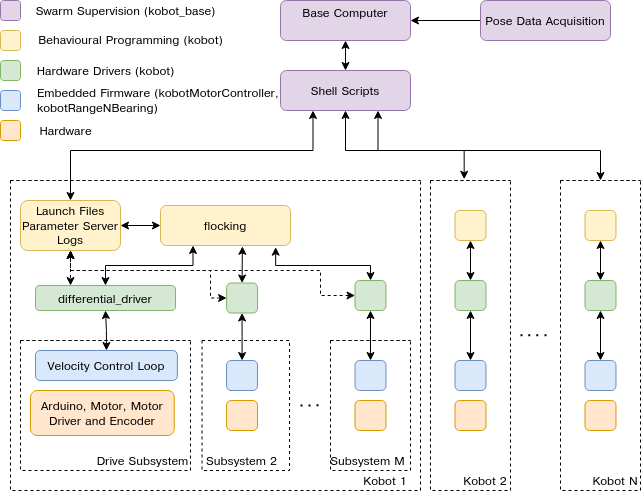 Swarm Supervision (kobot_base)
Behavioural Programming (kobot)
Hardware Drivers (kobot)
Embedded Firmware (kobotMotorController,
kobotRangeNBearing)
Hardware
Base Computer
Pose Data Acquisition
Shell Scripts
Launch Files
Parameter Server
Logs
flocking
differential_driver
Velocity Control Loop
Arduino, Motor, Motor
Driver and Encoder
Drive Subsystem
Subsystem 2
...
Subsystem M
Kobot 1
Kobot 2
....
Kobot N